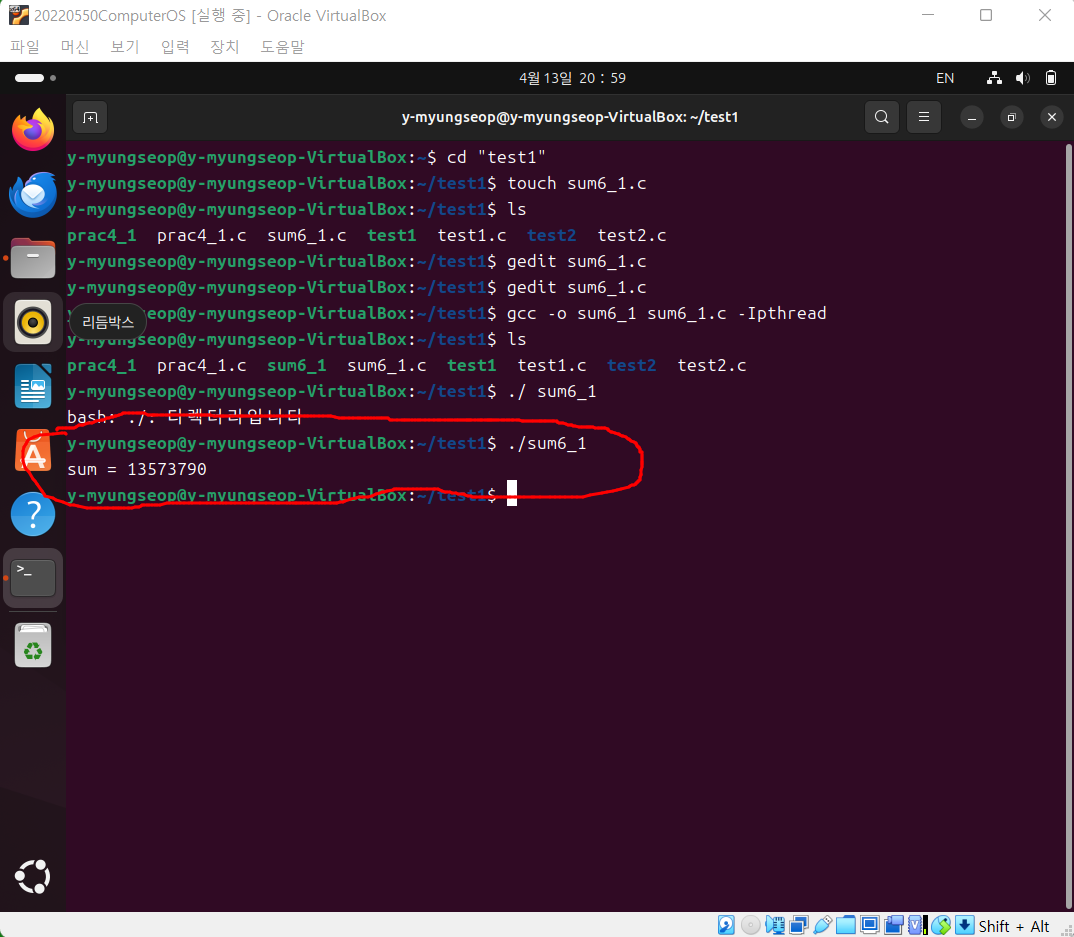 20220550ComputerOS [실행 중] - Oracle VirtualBox
파일 머신 보기 입력 장치 도움말
4월 13일 20 : 59 EN
y-myungseop@y-myungseop-VirtualBox: ~/test1
y-myungseop@y-myungseop-VirtualBox:~$ cd "test1"
y-myungseop@y-myungseop-VirtualBox:~/test1$ touch sum6_1.c
y-myungseop@y-myungseop-VirtualBox:~/test1$ ls
prac4_1 prac4_1.c sum6_1.c test1 test1.c test2 test2.c
y-myungseop@y-myungseop-VirtualBox:~/test1$ gedit sum6_1.c
y-myungseop@y-myungseop-VirtualBox:~/test1$ gedit sum6_1.c
리듬박스
eop@y-myungseop-VirtualBox:~/test1$ gcc -o sum6_1 sum6_1.c -Ipthread
y-myungseop@y-myungseop-VirtualBox:~/test1$ ls
prac4_1 prac4_1.c sum6_1 sum6_1.c test1 test1.c test2 test2.c
y-myungseop@y-myungseop-VirtualBox:~/test1$ ./ sum6_1
bash: ./: 디렉터리입니다
y-myungseop@y-myungseop-VirtualBox:~/test1$ ./sum6_1
sum = 13573790
y-myungseop@y-myungseop-VirtualBox:~/test1$
Shift + Alt